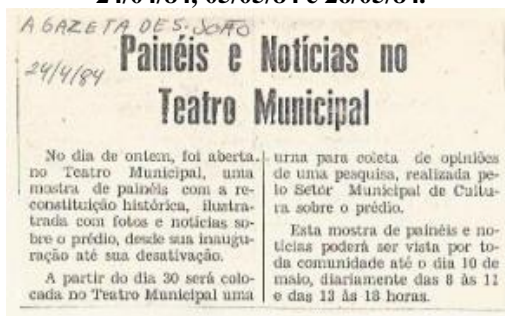 24/04/84, 05/05/84 e 26/05/84.
A GAZETA DE S. JOÃO
24/4/84
Painéis e Notícias no
Teatro Municipal
No dia de ontem, foi aberta,
no Teatro Municipal, uma
mostra de painéis com a re-
constituição histórica, ilustra-
trada com fotos e notícias so-
bre o prédio, desde sua inaugu-
ração até sua desativação.
A partir do dia 30 será colo-
cada no Teatro Municipal uma
urna para coleta de opiniões
de uma pesquisa, realizada pe-
lo Setor Municipal de Cultu-
ra sobre o prédio.
Esta mostra de painéis e no-
tícias poderá ser vista por to-
da comunidade até o dia 10 de
maio, diariamente das 8 às 11
e das 13 às 18 horas.